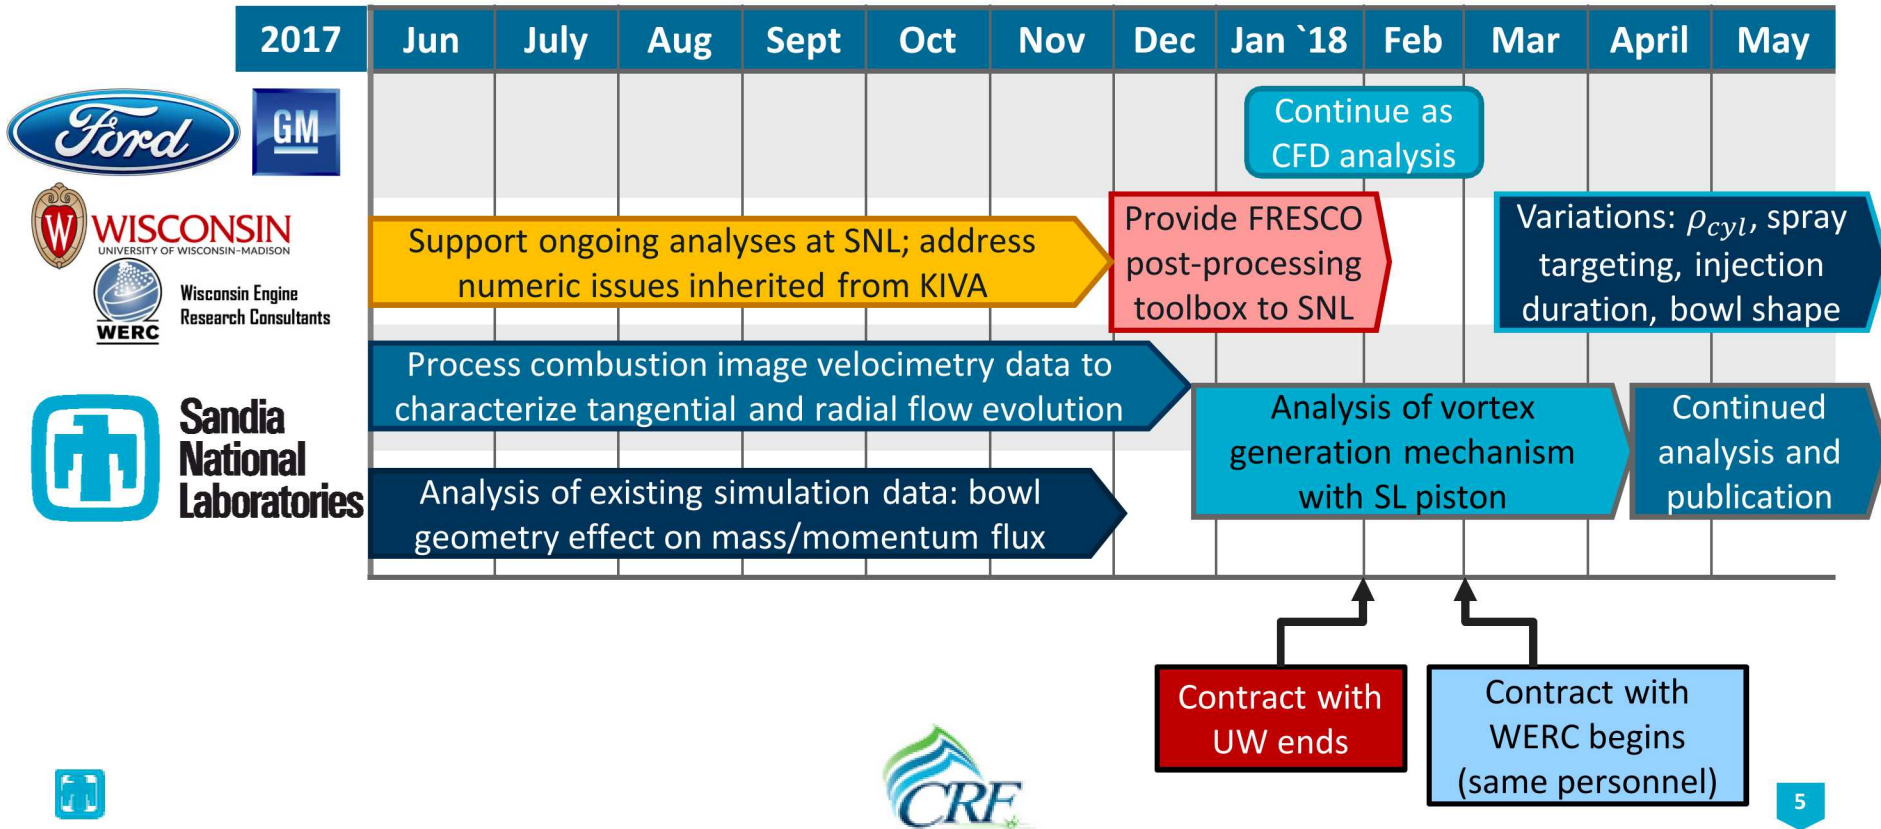 2017 Jun July Aug Sept Oct Nov Dec Jan `18 Feb Mar April May
Ford
GM
Continue as
CFD analysis
W WISCONSIN
UNIVERSITY OF WISCONSIN-MADISON
WERC
Wisconsin Engine
Research Consultants
Support ongoing analyses at SNL; address
numeric issues inherited from KIVA
Provide FRESCO
post-processing
toolbox to SNL
Variations: ρ_cyl, spray
targeting, injection
duration, bowl shape
Sandia
National
Laboratories
Process combustion image velocimetry data to
characterize tangential and radial flow evolution
Analysis of existing simulation data: bowl
geometry effect on mass/momentum flux
Analysis of vortex
generation mechanism
with SL piston
Continued
analysis and
publication
Contract with
UW ends
Contract with
WERC begins
(same personnel)
CRF
5